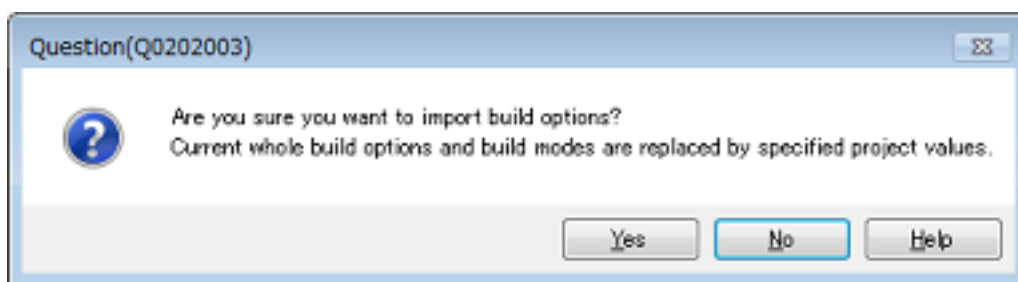 Question(Q0202003)
Are you sure you want to import build options?
Current whole build options and build modes are replaced by specified project values.
Yes No Help